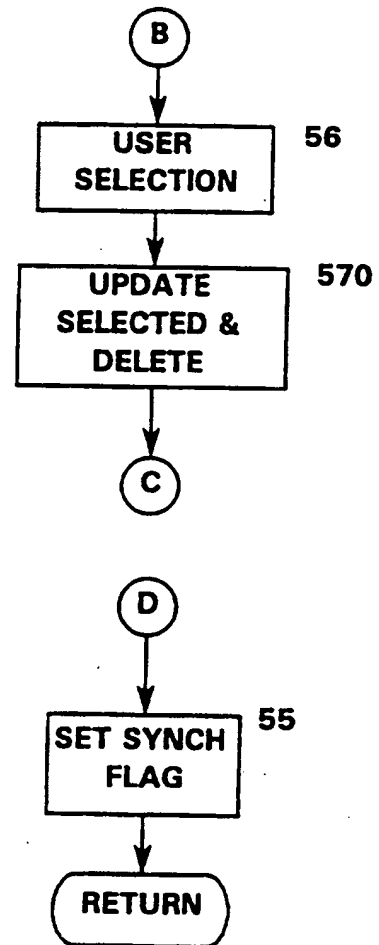 B
USER
SELECTION
56
UPDATE
SELECTED &
DELETE
570
C
D
SET SYNCH
FLAG
55
RETURN